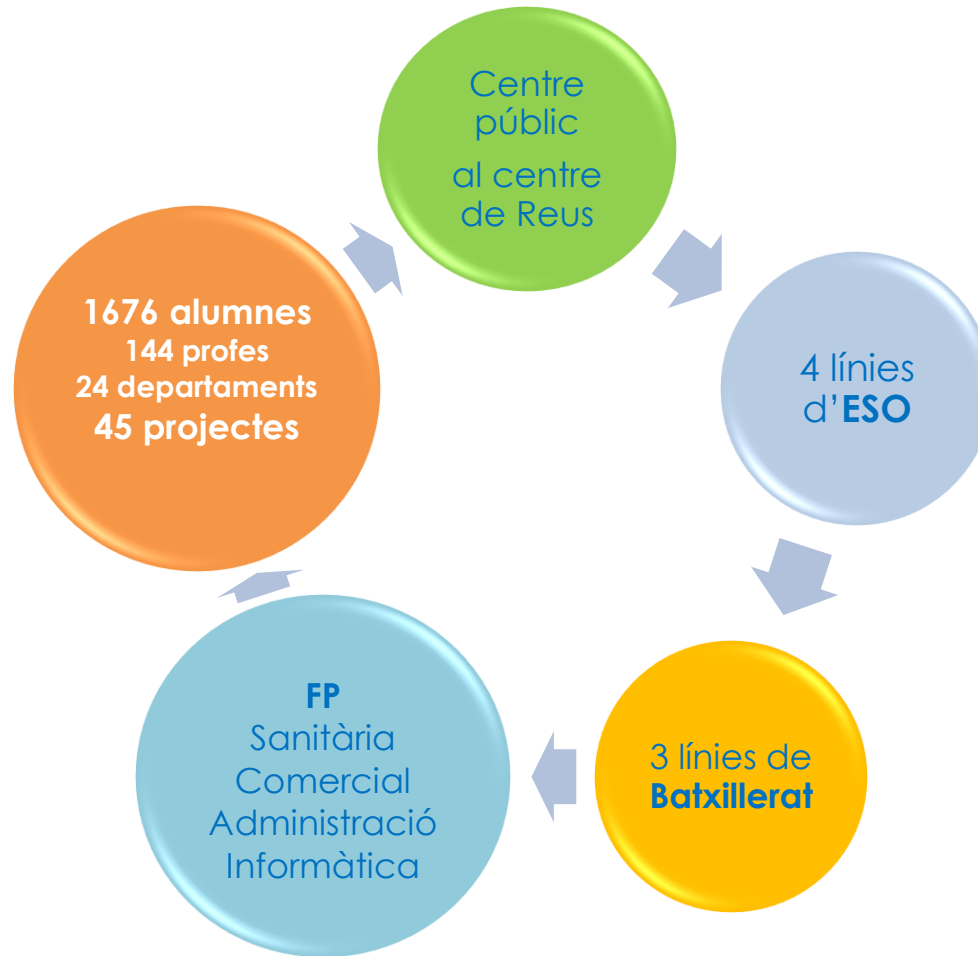 Centre
públic
al centre
de Reus
4 línies
d’ESO
3 línies de
Batxillerat
FP
Sanitària
Comercial
Administració
Informàtica
1676 alumnes
144 profes
24 departaments
45 projectes